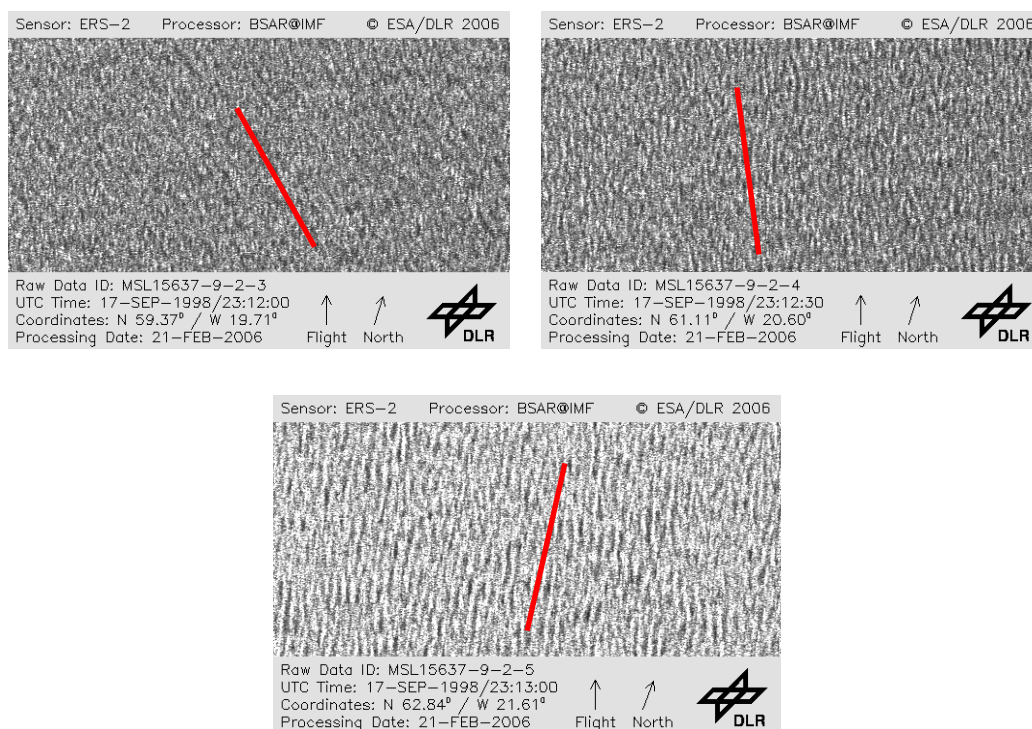 Sensor: ERS-2 Processor: BSAR@IMF © ESA/DLR 2006
Raw Data ID: MSL15637-9-2-3
UTC Time: 17-SEP-1998/23:12:00
Coordinates: N 59.37° / W 19.71°
Processing Date: 21-FEB-2006 Flight North DLR
Sensor: ERS-2 Processor: BSAR@IMF © ESA/DLR 2006
Raw Data ID: MSL15637-9-2-4
UTC Time: 17-SEP-1998/23:12:30
Coordinates: N 61.11° / W 20.60°
Processing Date: 21-FEB-2006 Flight North DLR
Sensor: ERS-2 Processor: BSAR@IMF © ESA/DLR 2006
Raw Data ID: MSL15637-9-2-5
UTC Time: 17-SEP-1998/23:13:00
Coordinates: N 62.84° / W 21.61°
Processing Date: 21-FEB-2006 Flight North DLR